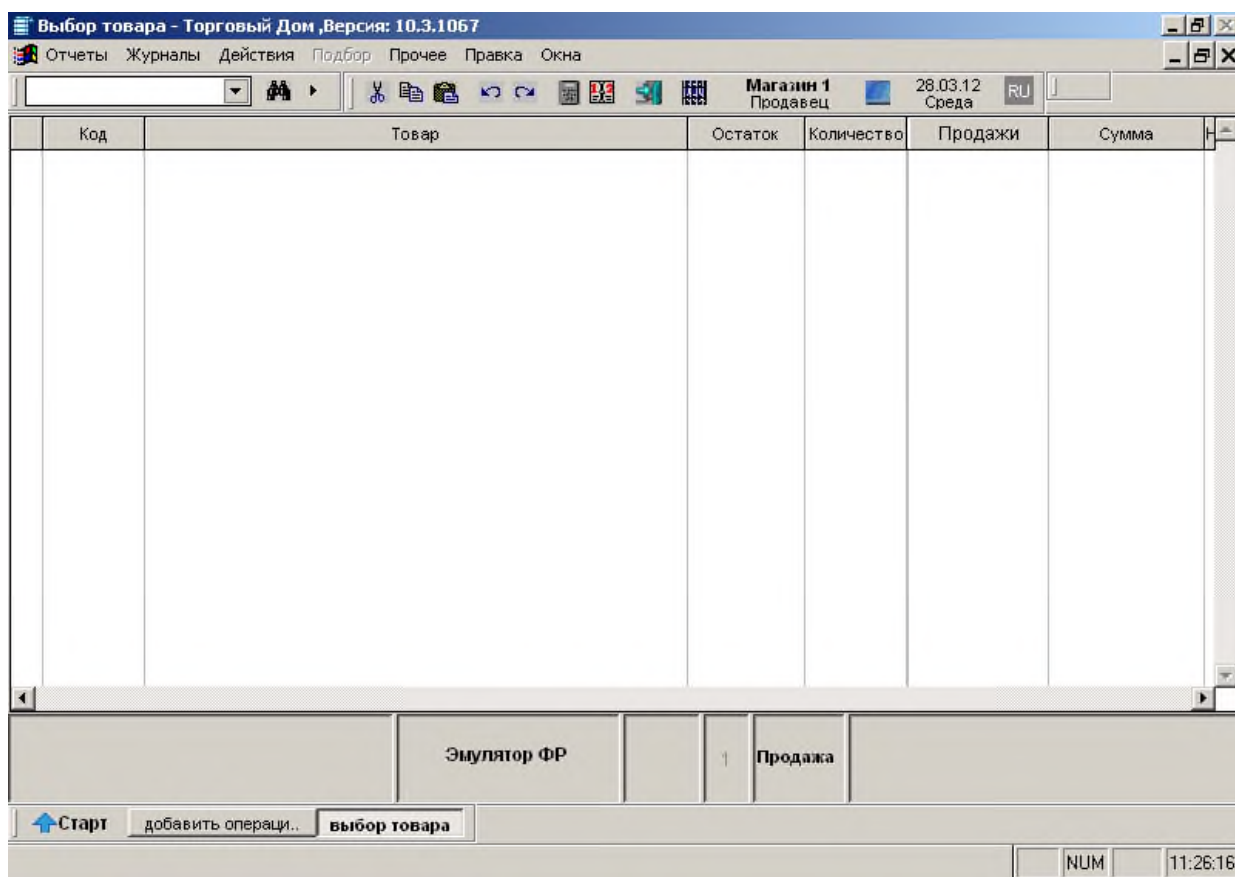 Выбор товара - Торговый Дом ,Версия: 10.3.1067
Отчеты Журналы Действия Подбор Прочее Правка Окна
Магазин 1 28.03.12 RU
Продавец Среда
Код Товар Остаток Количество Продажи Сумма Н
Эмулятор ФР 1 Продажа
Старт добавить операци.. выбор товара
NUM 11:26:16